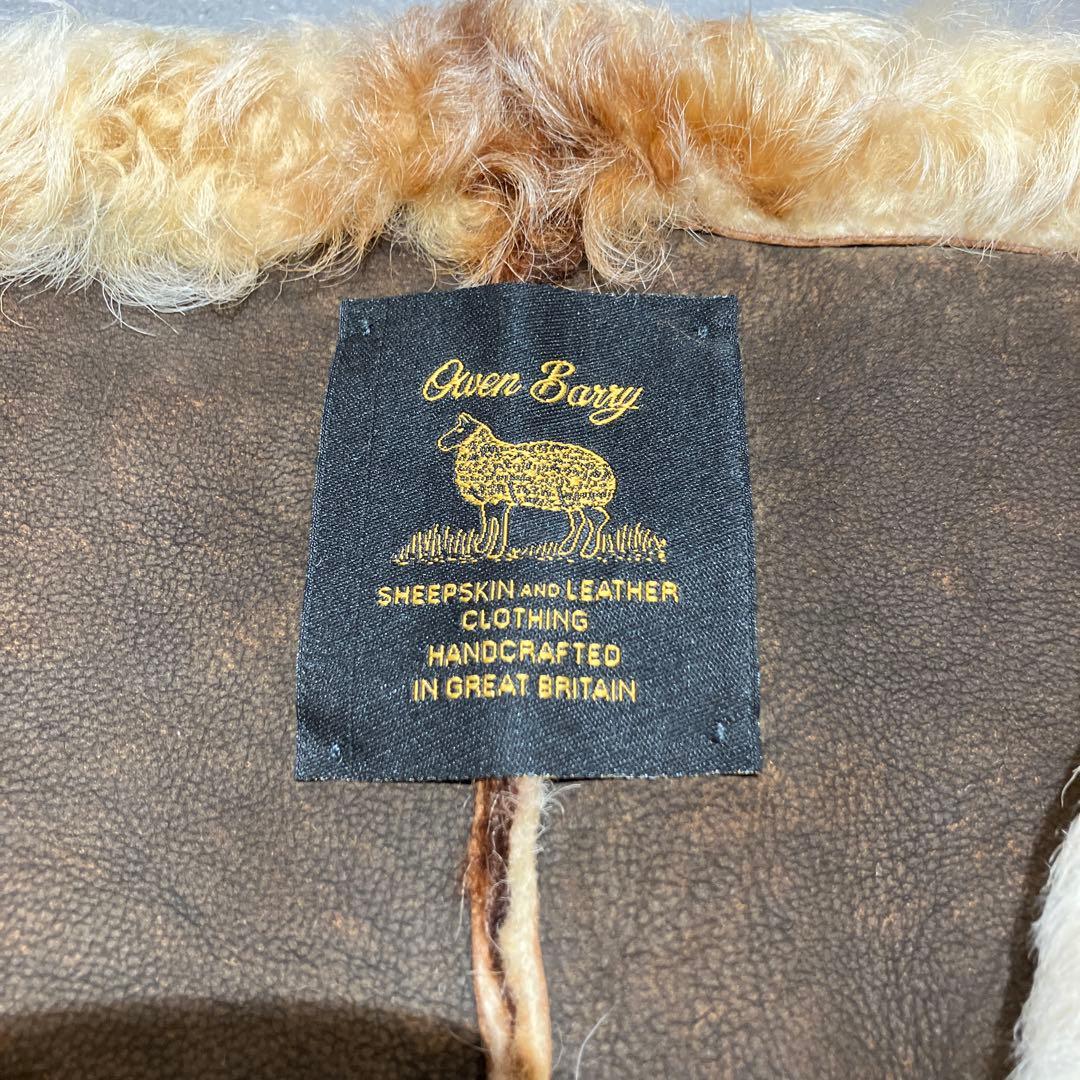 Owen Barry
SHEEPSKIN AND LEATHER
CLOTHING
HANDCRAFTED
IN GREAT BRITAIN